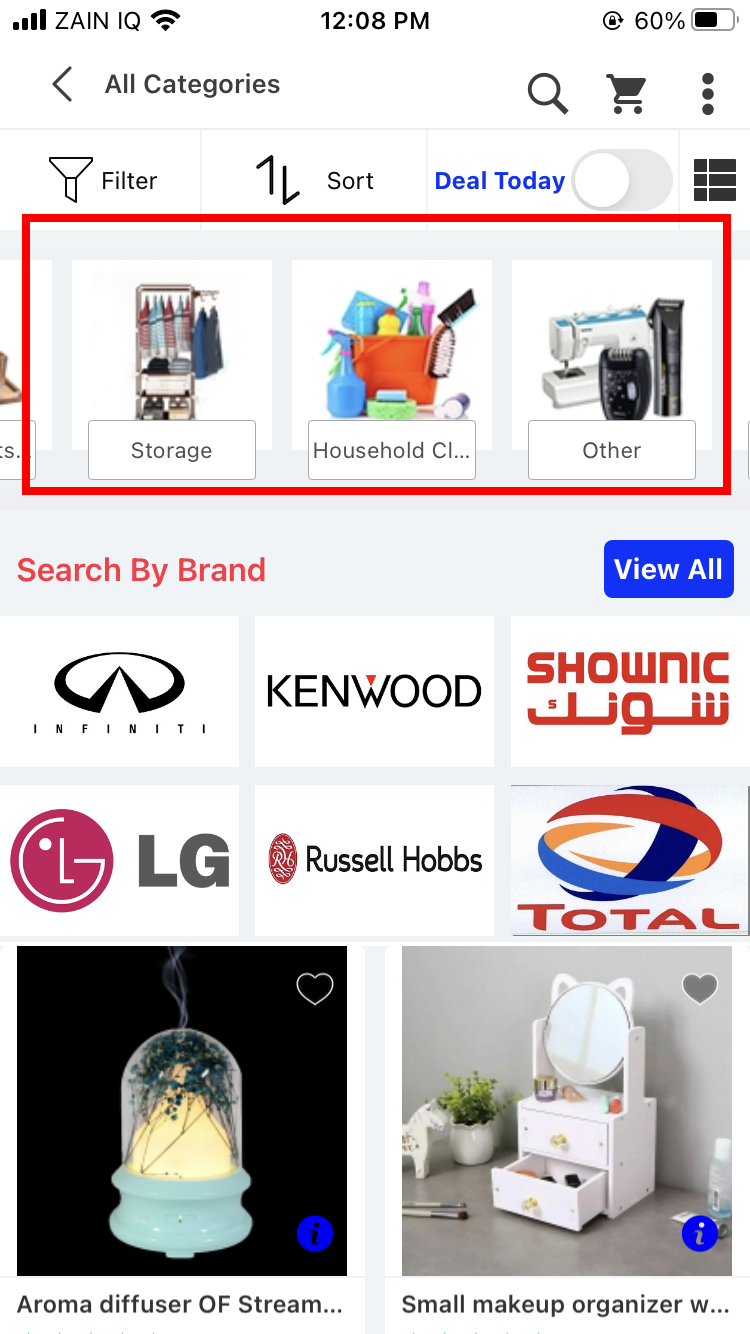 ZAIN IQ 12:08 PM 60%
All Categories
Filter Sort Deal Today
ts... Storage Household Cl... Other
Search By Brand View All
INFINITI KENWOOD SHOWNIC
شونك
LG Russell Hobbs TOTAL
Aroma diffuser OF Stream... Small makeup organizer w...